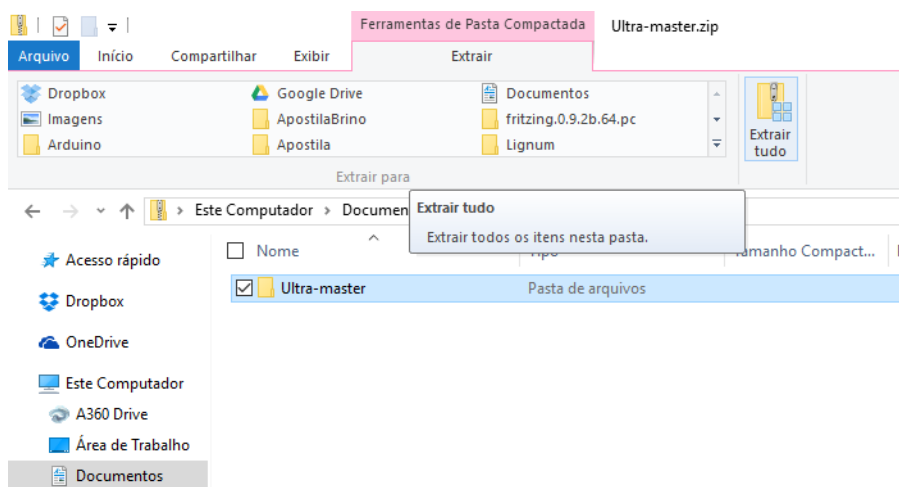 Ferramentas de Pasta Compactada Ultra-master.zip
Arquivo Início Compartilhar Exibir Extrair
Dropbox Google Drive Documentos
Imagens ApostilaBrino fritzing.0.9.2b.64.pc
Arduino Apostila Lignum
Extrair tudo
Extrair para
Este Computador Documen
Extrair tudo
Extrair todos os itens nesta pasta.
Nome Tipo Tamanho Compact...
Ultra-master Pasta de arquivos
Acesso rápido
Dropbox
OneDrive
Este Computador
A360 Drive
Área de Trabalho
Documentos